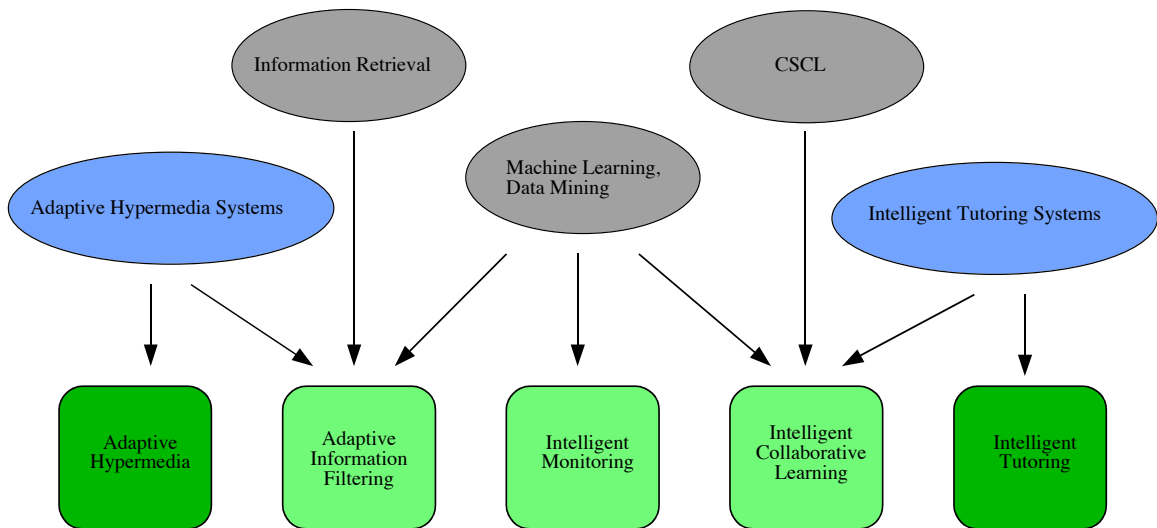 Information Retrieval
CSCL
Machine Learning,
Data Mining
Adaptive Hypermedia Systems
Intelligent Tutoring Systems
Adaptive
Hypermedia
Adaptive
Information
Filtering
Intelligent
Monitoring
Intelligent
Collaborative
Learning
Intelligent
Tutoring